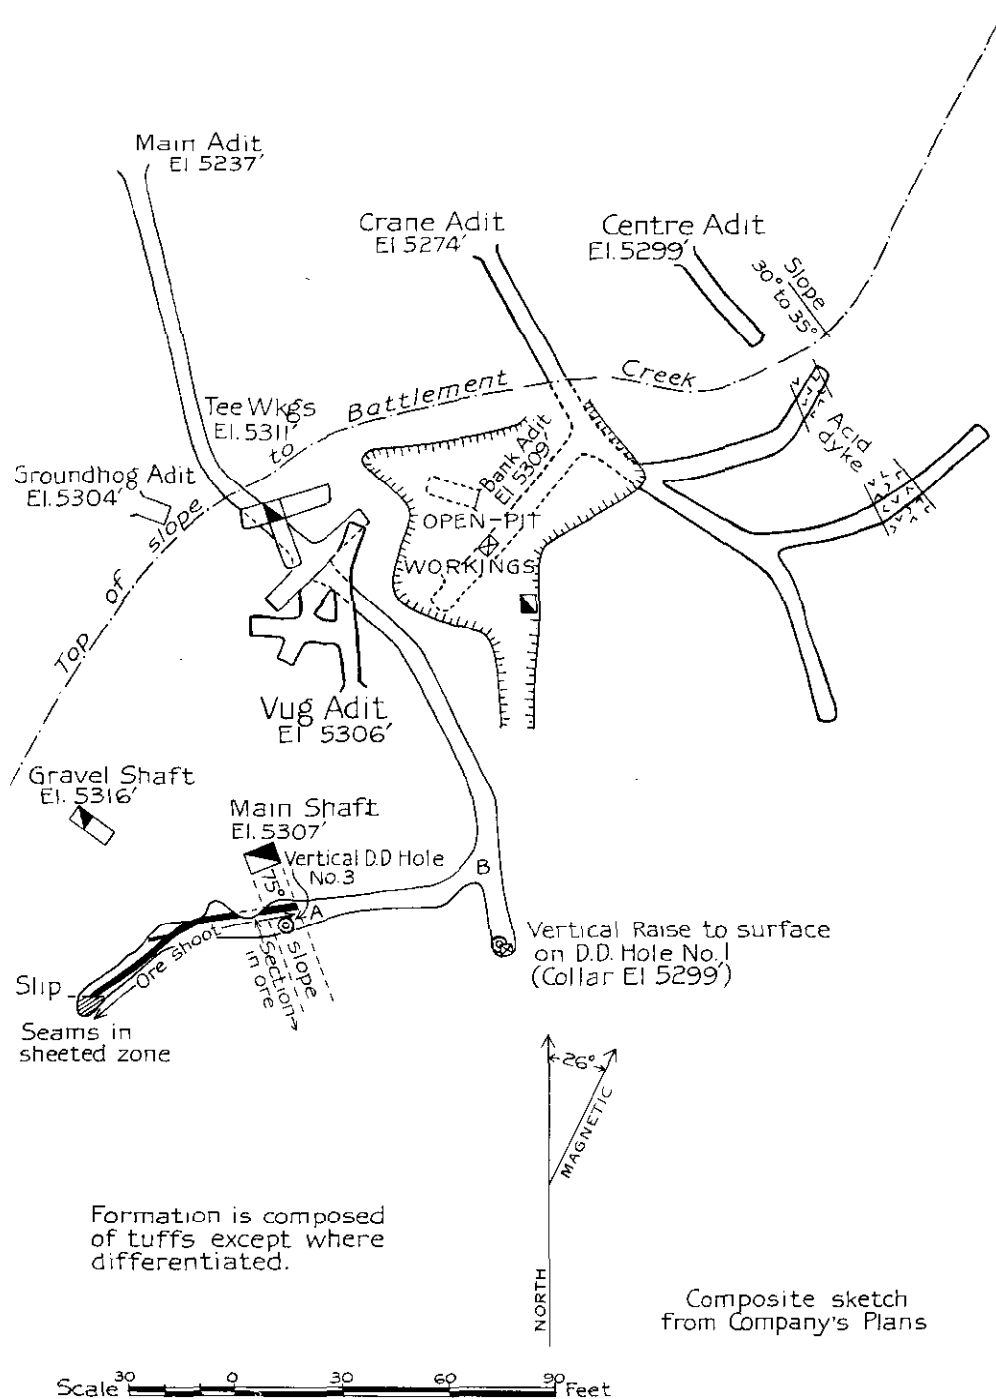 Main Adit
El 5237'
Crane Adit
El 5274'
Centre Adit
El. 5299'
Slope
30° to 35°
Tee Wkgs
El. 5311'
Top of slope to Battlement Creek
Groundhog Adit
El. 5304'
Bank Adit
El 5309'
OPEN-PIT
WORKINGS
Acid
dyke
Vug Adit
El 5306'
Gravel Shaft
El. 5316'
Main Shaft
El. 5307'
Vertical D.D Hole
No. 3
75°
slope
A
B
Section
in ore
Ore shoot
Slip
Seams in
sheeted zone
Vertical Raise to surface
on D.D. Hole No. 1
(Collar El 5299')
26°
MAGNETIC
NORTH
Formation is composed
of tuffs except where
differentiated.
Composite sketch
from Company's Plans
Scale 30 0 30 60 90 Feet